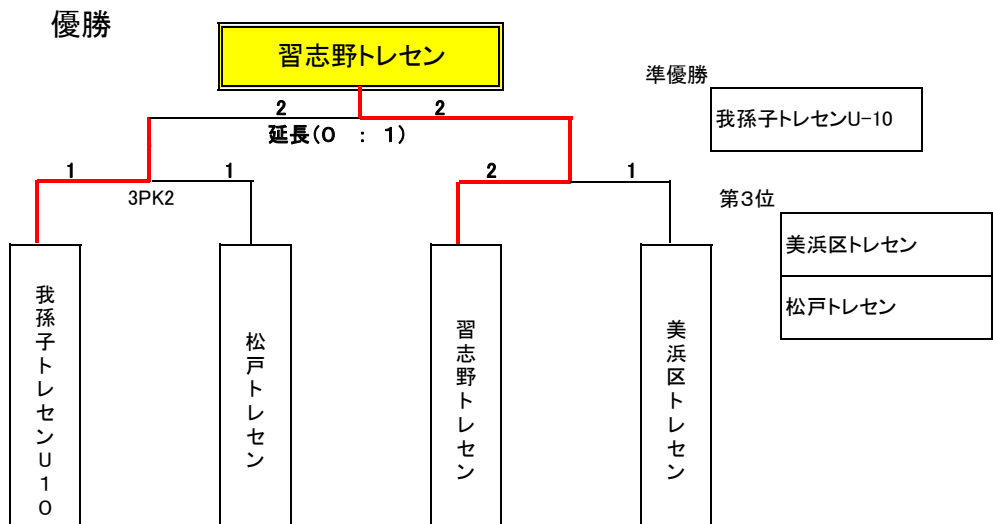 優勝
習志野トレセン
準優勝
我孫子トレセンU-10
2 2
延長(0 : 1)
1 1 2 1
3PK2
第3位
美浜区トレセン
松戸トレセン
我孫子トレセンU10
松戸トレセン
習志野トレセン
美浜区トレセン